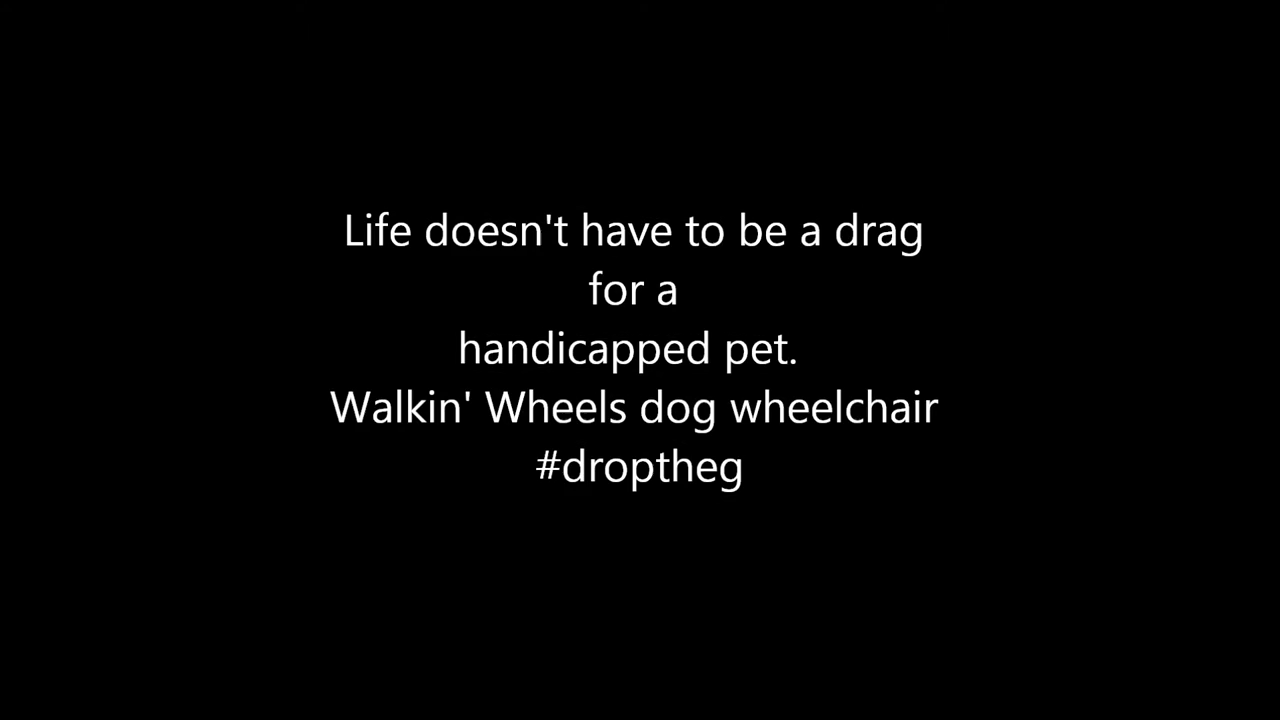 Life doesn't have to be a drag
for a
handicapped pet.
Walkin' Wheels dog wheelchair
#droptheg